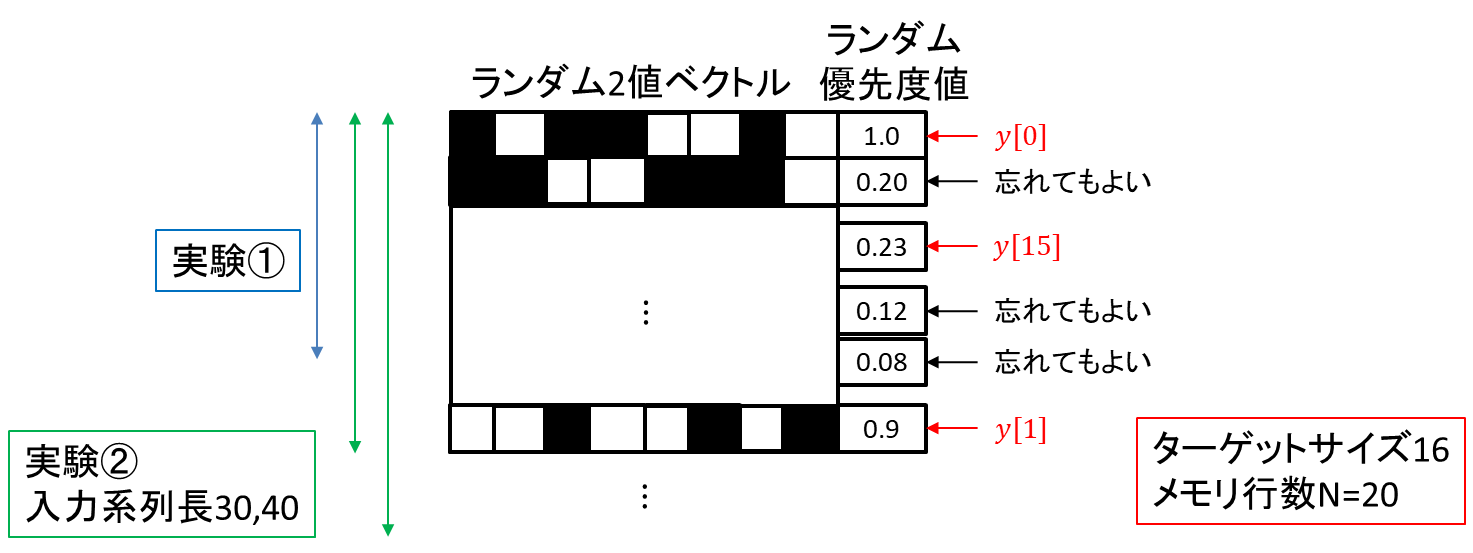 ランダム
優先度値
ランダム2値ベクトル
1.0
y[0]
0.20
忘れてもよい
0.23
y[15]
実験①
⋮
0.12
忘れてもよい
0.08
忘れてもよい
0.9
y[1]
実験②
入力系列長30,40
⋮
ターゲットサイズ16
メモリ行数N=20